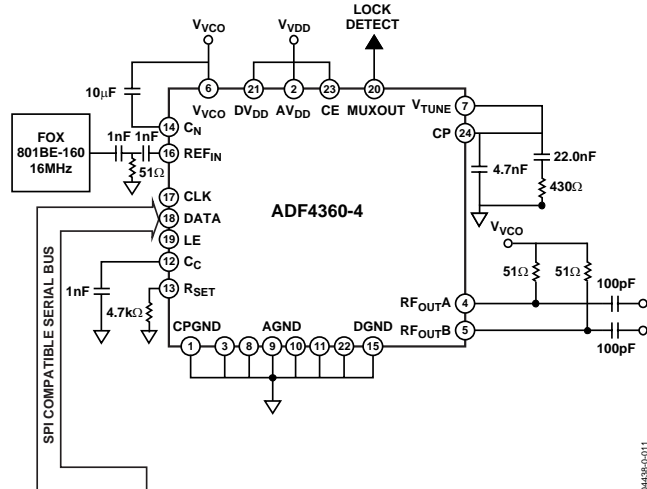 LOCK
DETECT
VVCO
VVDD
10µF
6
21
2
23
20
VVCO
DVDD
AVDD
CE
MUXOUT
VTUNE
7
CP
24
14
CN
FOX
801BE-160
16MHz
1nF
1nF
16
REFIN
51Ω
22.0nF
4.7nF
430Ω
17
CLK
18
DATA
19
LE
ADF4360-4
VVCO
12
CC
1nF
13
RSET
4.7kΩ
51Ω
51Ω
100pF
RFOUTA
4
RFOUTB
5
100pF
CPGND
AGND
DGND
1
3
8
9
10
11
22
15
SPI COMPATIBLE SERIAL BUS
04438-0-011